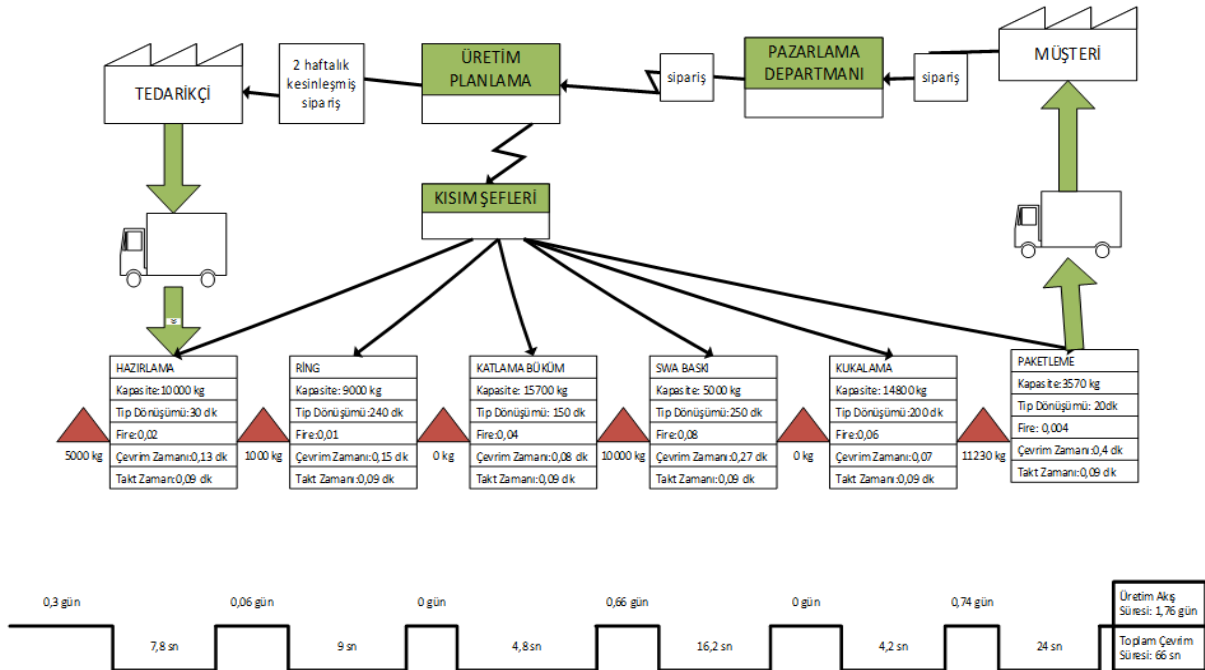 TEDARİKÇİ
2 haftalık
kesinleşmiş
sipariş
ÜRETİM
PLANLAMA
sipariş
PAZARLAMA
DEPARTMANI
sipariş
MÜŞTERİ
KISIM ŞEFLERİ
HAZIRLAMA
Kapasite:10000 kg
Tip Dönüşümü:30 dk
Fire:0,02
Çevrim Zamanı:0,13 dk
Takt Zamanı:0,09 dk
RİNG
Kapasite: 9000 kg
Tip Dönüşümü:240 dk
Fire:0,01
Çevrim Zamanı:0,15 dk
Takt Zamanı:0,09 dk
KATLAMA BÜKÜM
Kapasite:15700 kg
Tip Dönüşümü: 150 dk
Fire:0,04
Çevrim Zamanı:0,08 dk
Takt Zamanı:0,09 dk
SWA BASKI
Kapasite: 5000 kg
Tip Dönüşümü:250 dk
Fire:0,08
Çevrim Zamanı:0,27 dk
Takt Zamanı:0,09 dk
KUKALAMA
Kapasite:14800 kg
Tip Dönüşümü:200 dk
Fire:0,06
Çevrim Zamanı:0,07
Takt Zamanı:0,09 dk
PAKETLEME
Kapasite:3570 kg
Tip Dönüşümü: 20dk
Fire: 0,004
Çevrim Zamanı:0,4 dk
Takt Zamanı:0,09 dk
5000 kg
1000 kg
0 kg
10000 kg
0 kg
11230 kg
0,3 gün
0,06 gün
0 gün
0,66 gün
0 gün
0,74 gün
Üretim Akış
Süresi: 1,76 gün
7,8 sn
9 sn
4,8 sn
16,2 sn
4,2 sn
24 sn
Toplam Çevrim
Süresi: 66 sn